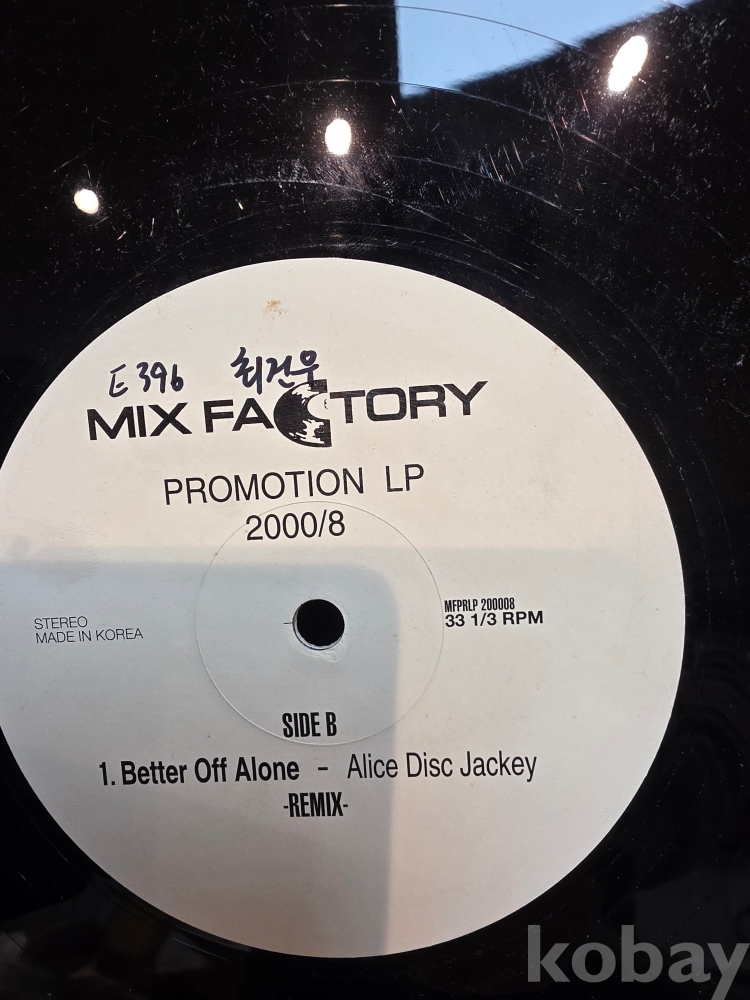 E396 최건우
MIX FACTORY
PROMOTION LP
2000/8
STEREO
MADE IN KOREA
MFPRLP 200008
33 1/3 RPM
SIDE B
1. Better Off Alone - Alice Disc Jackey
-REMIX-
kobay